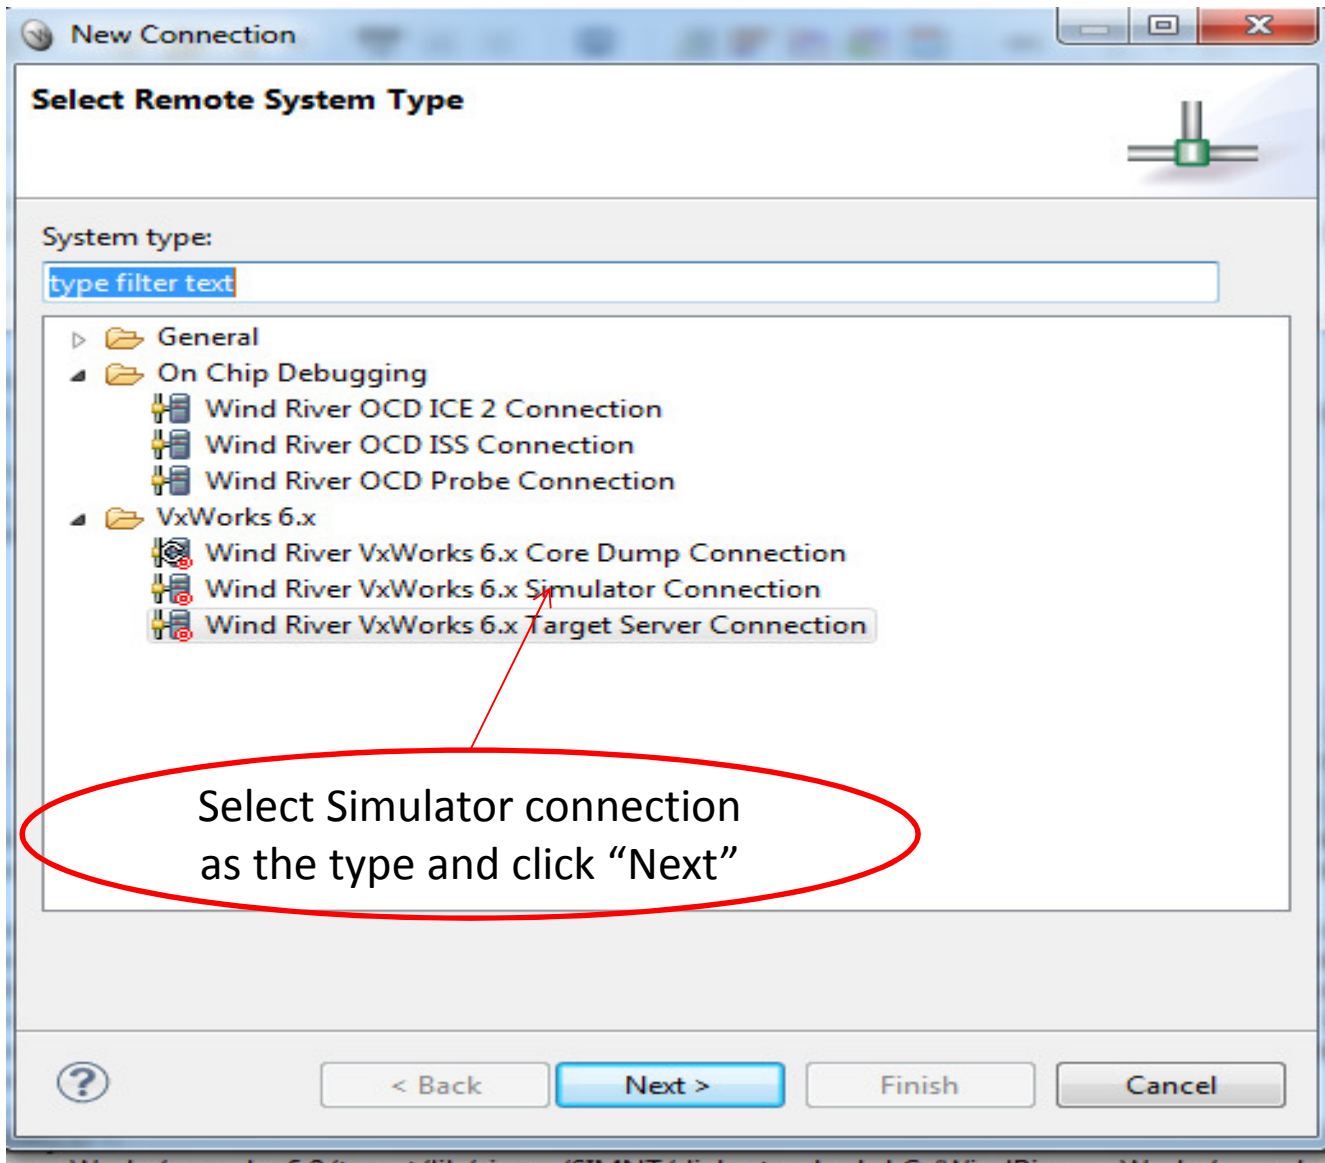 New Connection
Select Remote System Type
System type:
type filter text
General
On Chip Debugging
Wind River OCD ICE 2 Connection
Wind River OCD ISS Connection
Wind River OCD Probe Connection
VxWorks 6.x
Wind River VxWorks 6.x Core Dump Connection
Wind River VxWorks 6.x Simulator Connection
Wind River VxWorks 6.x Target Server Connection
Select Simulator connection
as the type and click “Next”
< Back Next > Finish Cancel